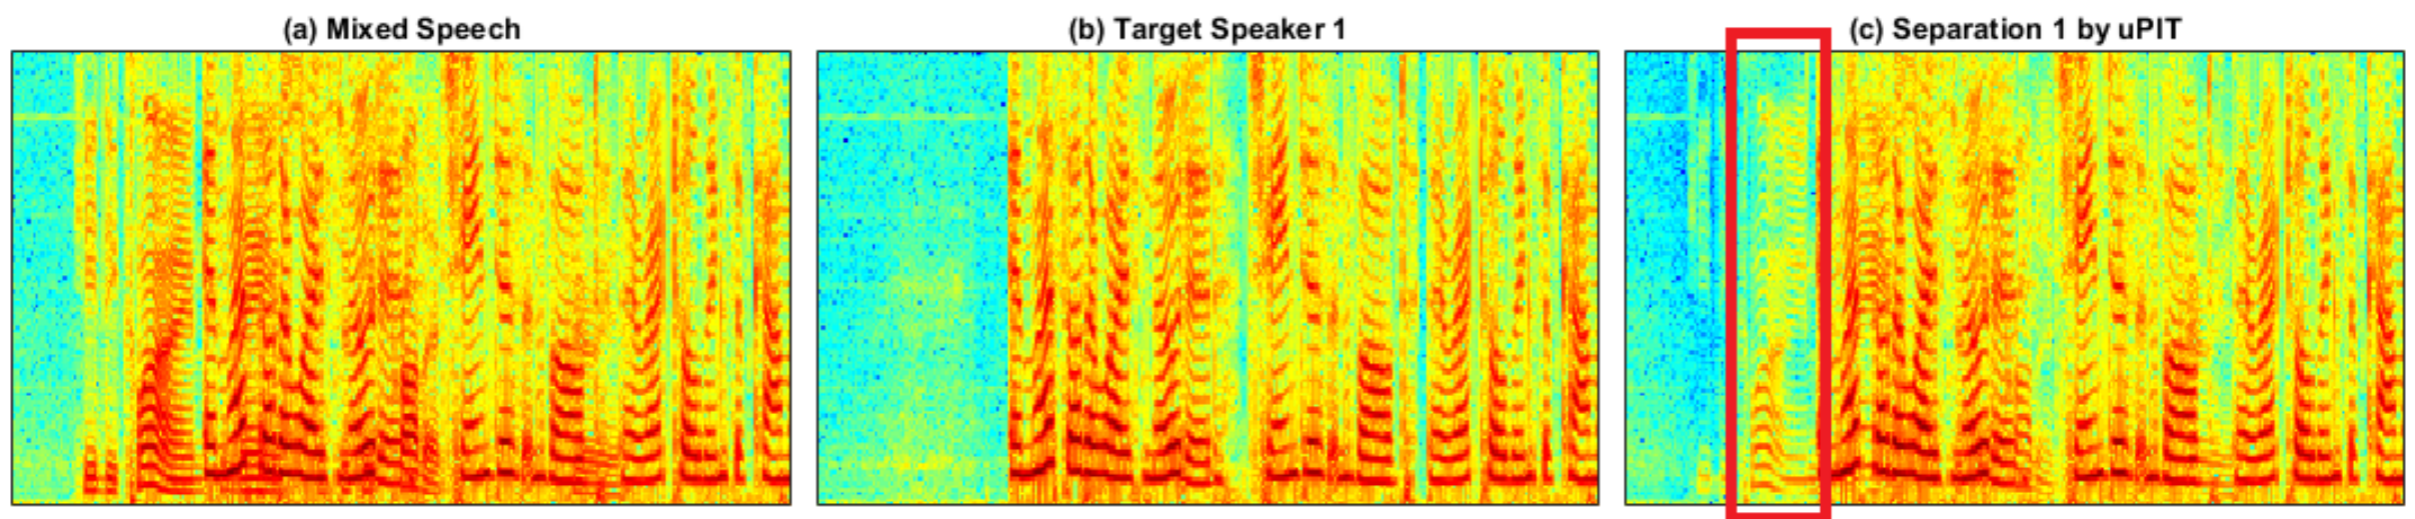 (a) Mixed Speech
(b) Target Speaker 1
(c) Separation 1 by uPIT